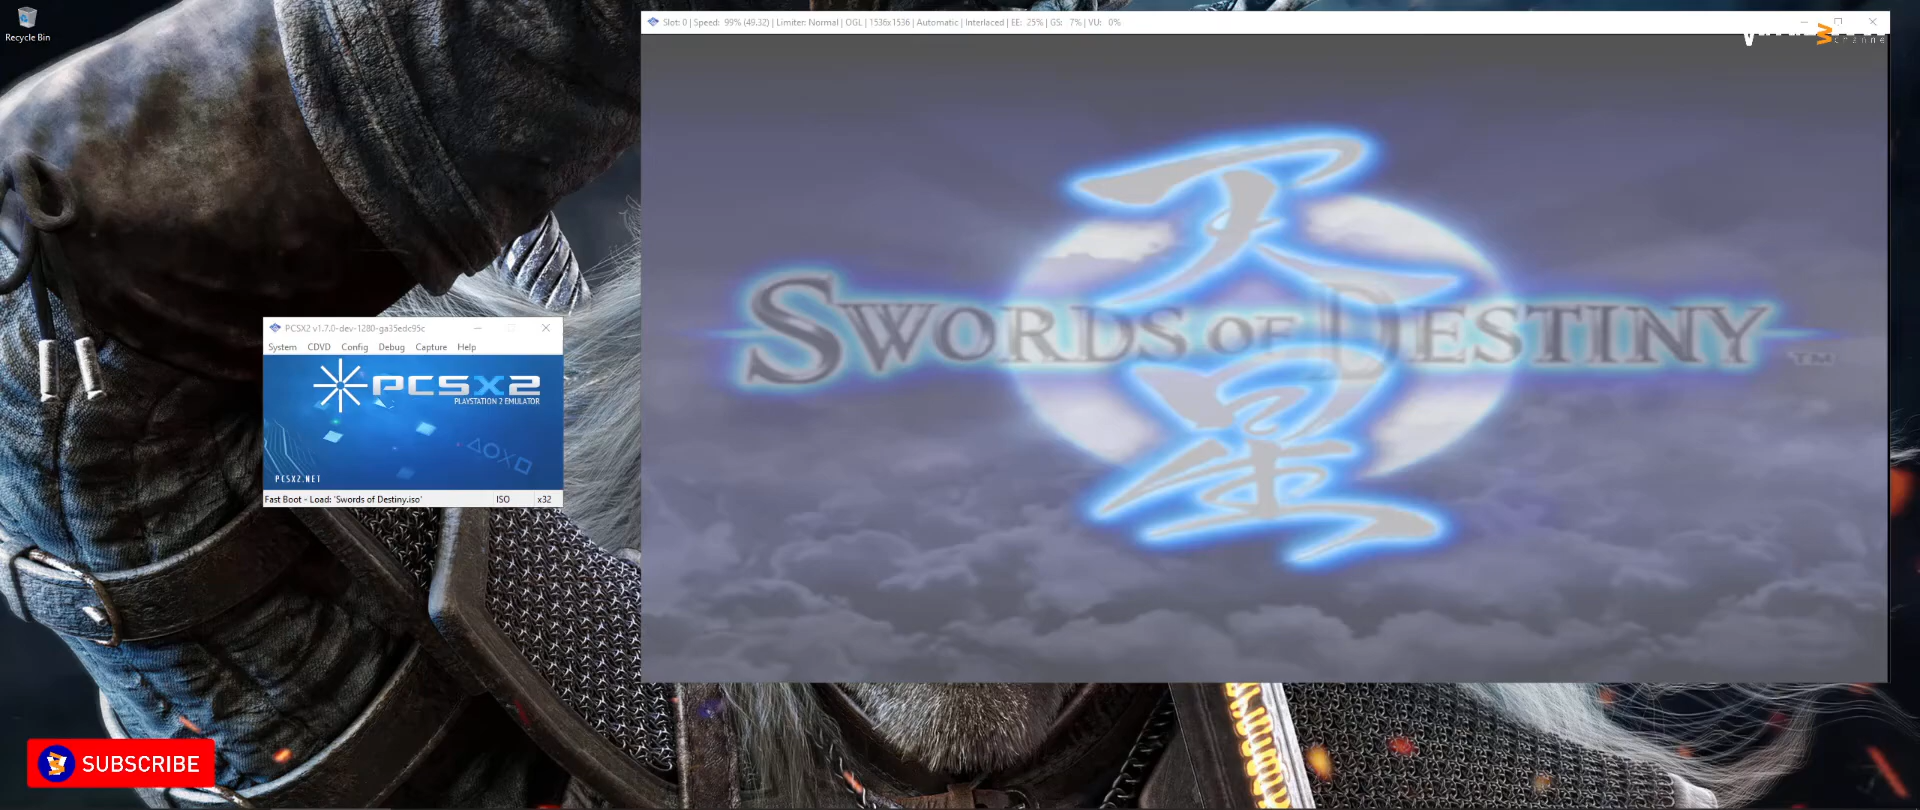 Recycle Bin
Slot: 0 | Speed: 99% (49.32) | Limiter: Normal | OGL | 1536x1536 | Automatic | Interlaced | EE: 25% | GS: 7% | VU: 0%
channel
天
SWORDS OF DESTINY TM
星
PCSX2 v1.7.0-dev-1280-ga35edc95c
System CDVD Config Debug Capture Help
PCSX2
PLAYSTATION 2 EMULATOR
PCSX2.NET
Fast Boot - Load: 'Swords of Destiny.iso' ISO x32
SUBSCRIBE